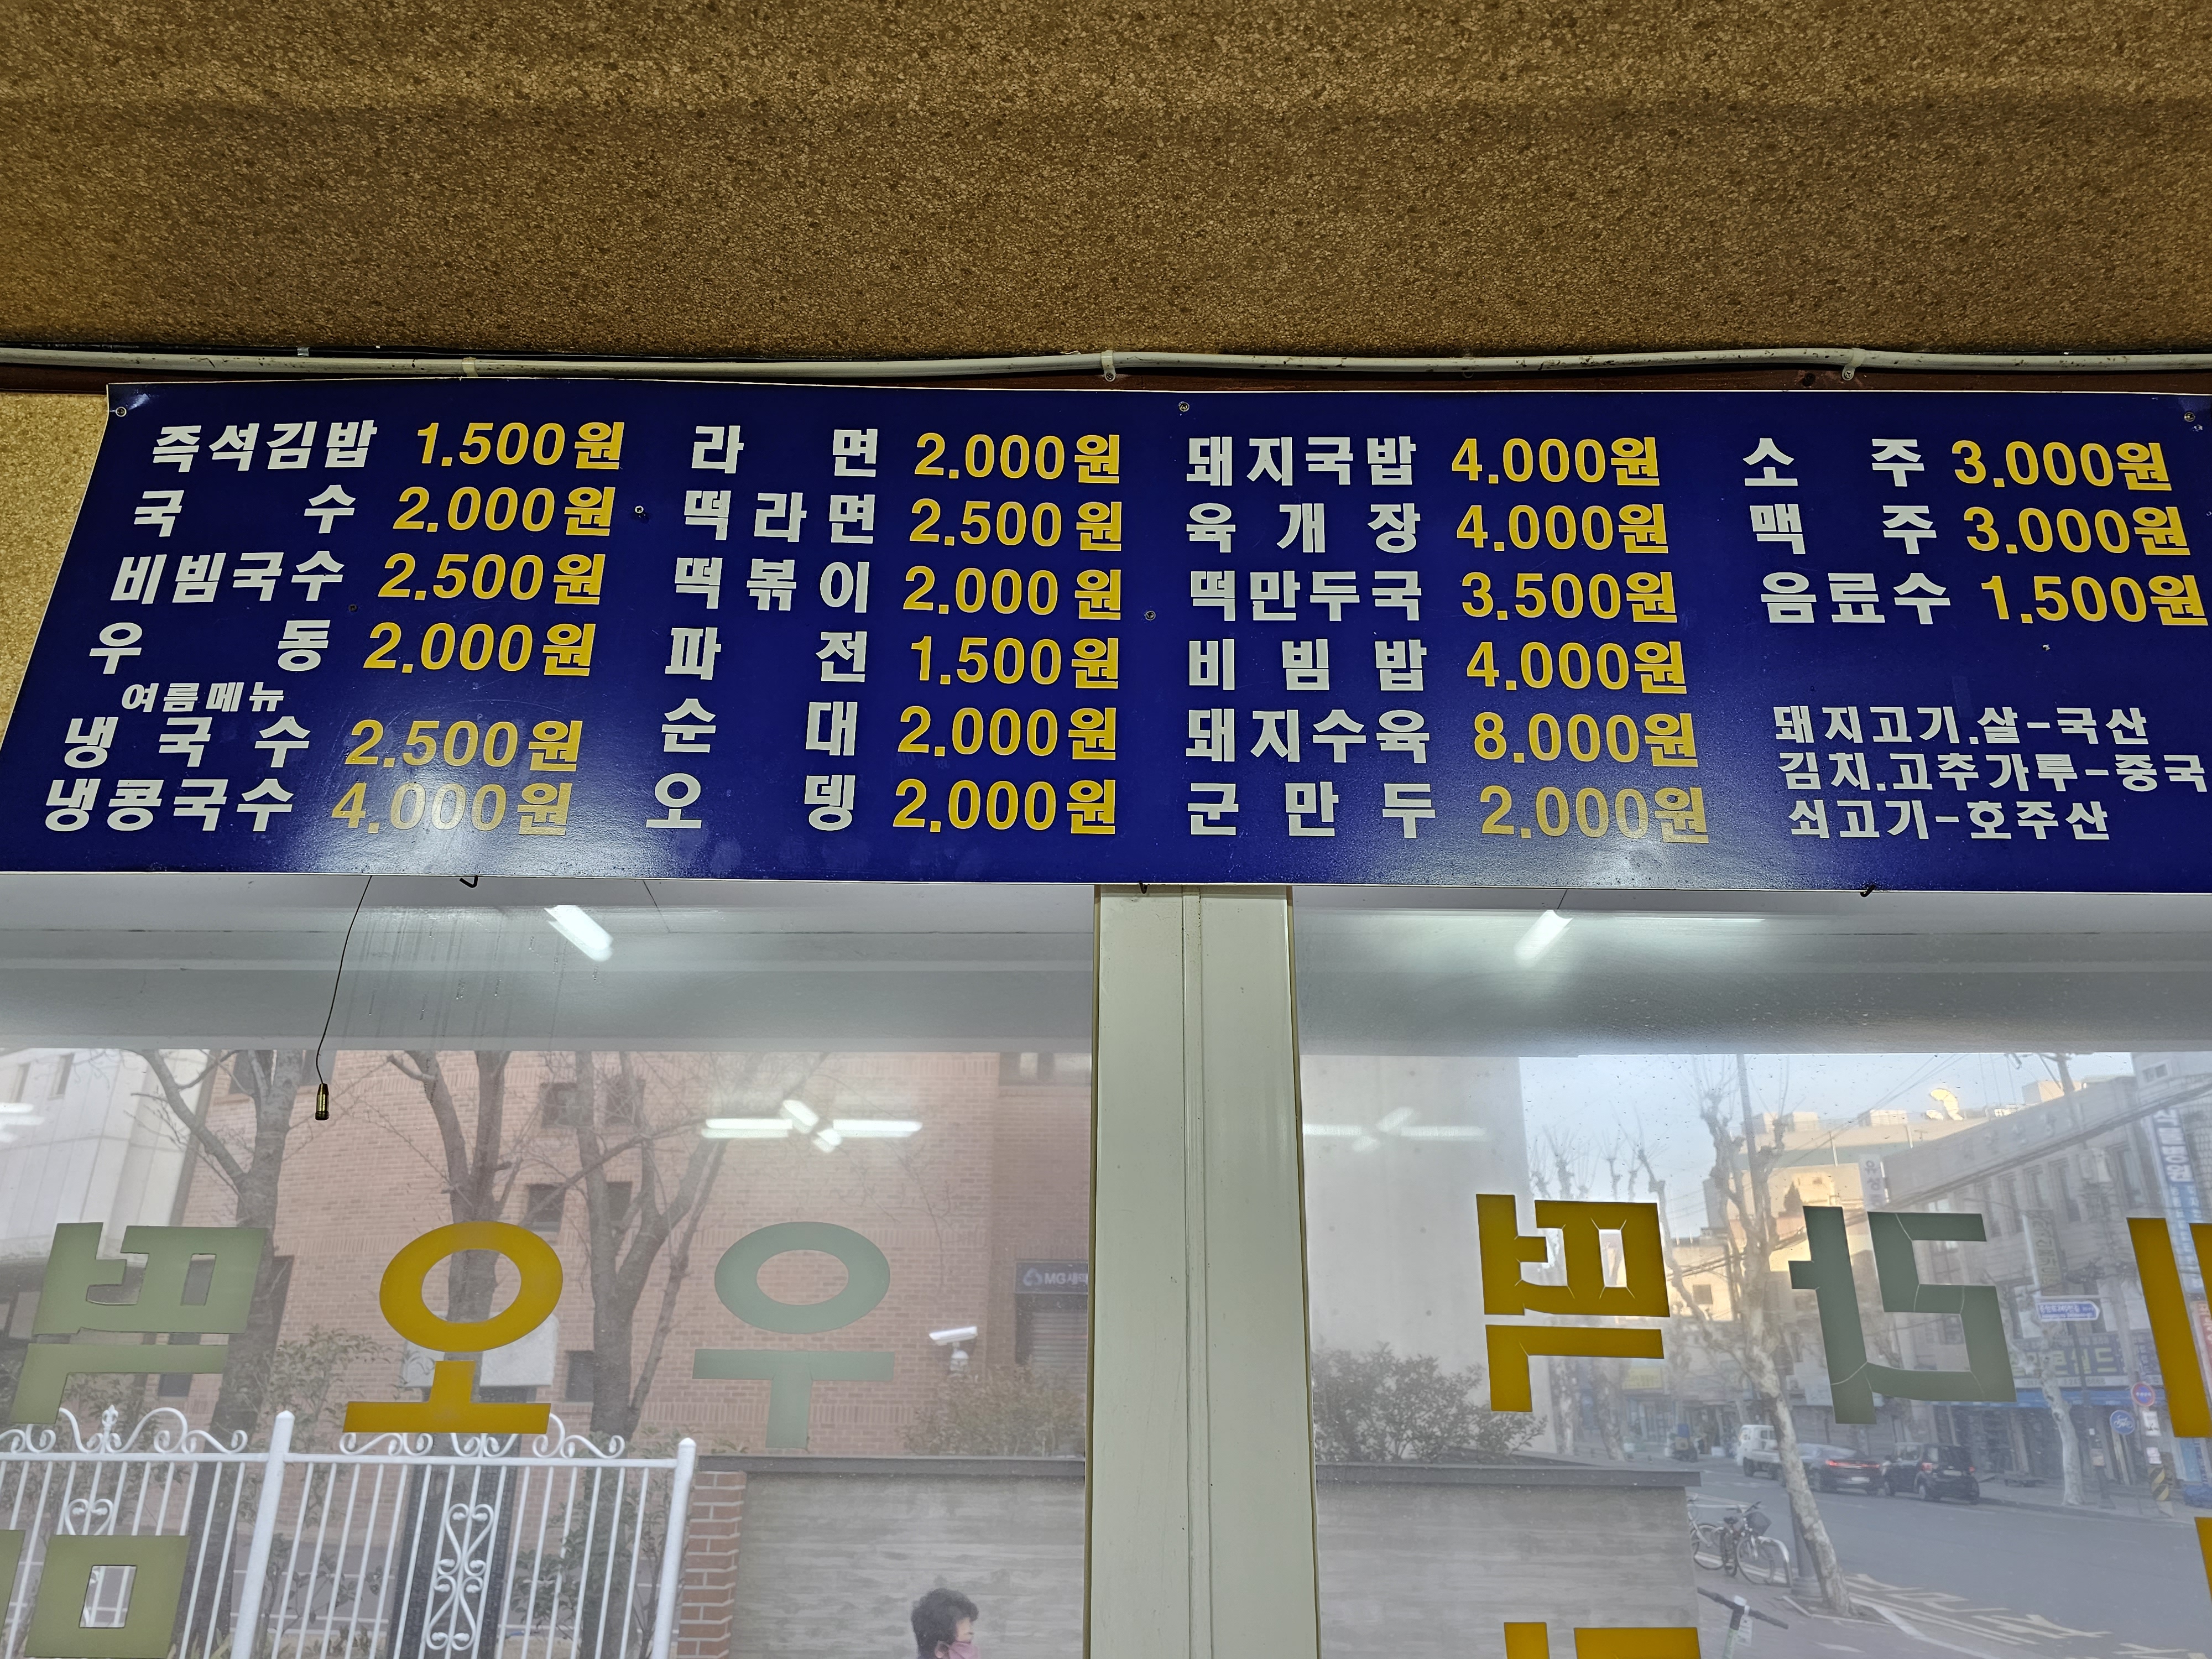 즉석김밥 1.500원
국수 2.000원
비빔국수 2.500원
우동 2.000원
여름메뉴
냉국수 2.500원
냉콩국수 4.000원
라면 2.000원
떡라면 2.500원
떡볶이 2.000원
파전 1.500원
순대 2.000원
오뎅 2.000원
돼지국밥 4.000원
육개장 4.000원
떡만두국 3.500원
비빔밥 4.000원
돼지수육 8.000원
군만두 2.000원
소주 3.000원
맥주 3.000원
음료수 1.500원
돼지고기.쌀-국산
김치.고추가루-중국
쇠고기-호주산
MG새마